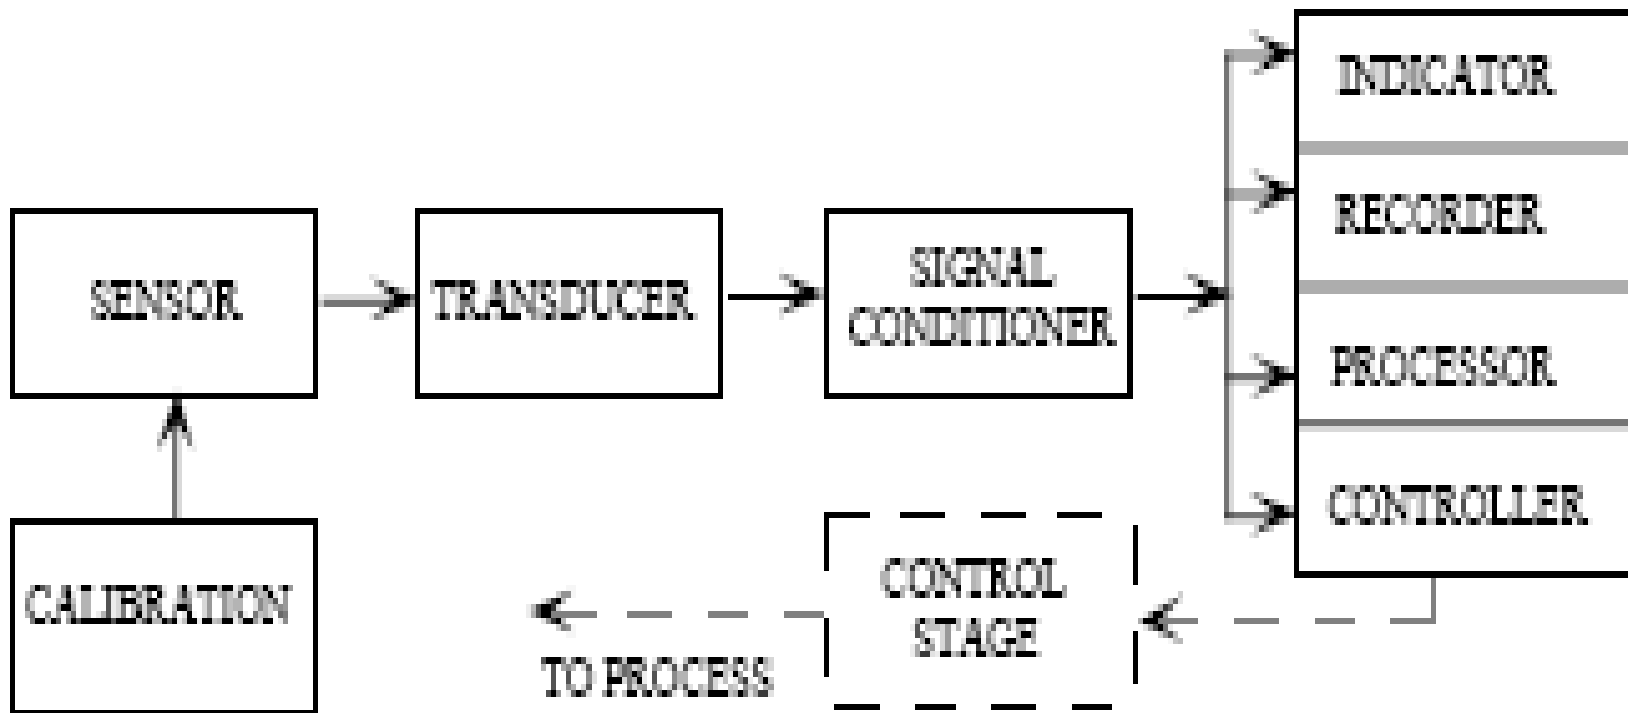 SENSOR
TRANSDUCER
SIGNAL
CONDITIONER
INDICATOR
RECORDER
PROCESSOR
CONTROLLER
CALIBRATION
CONTROL
STAGE
TO PROCESS